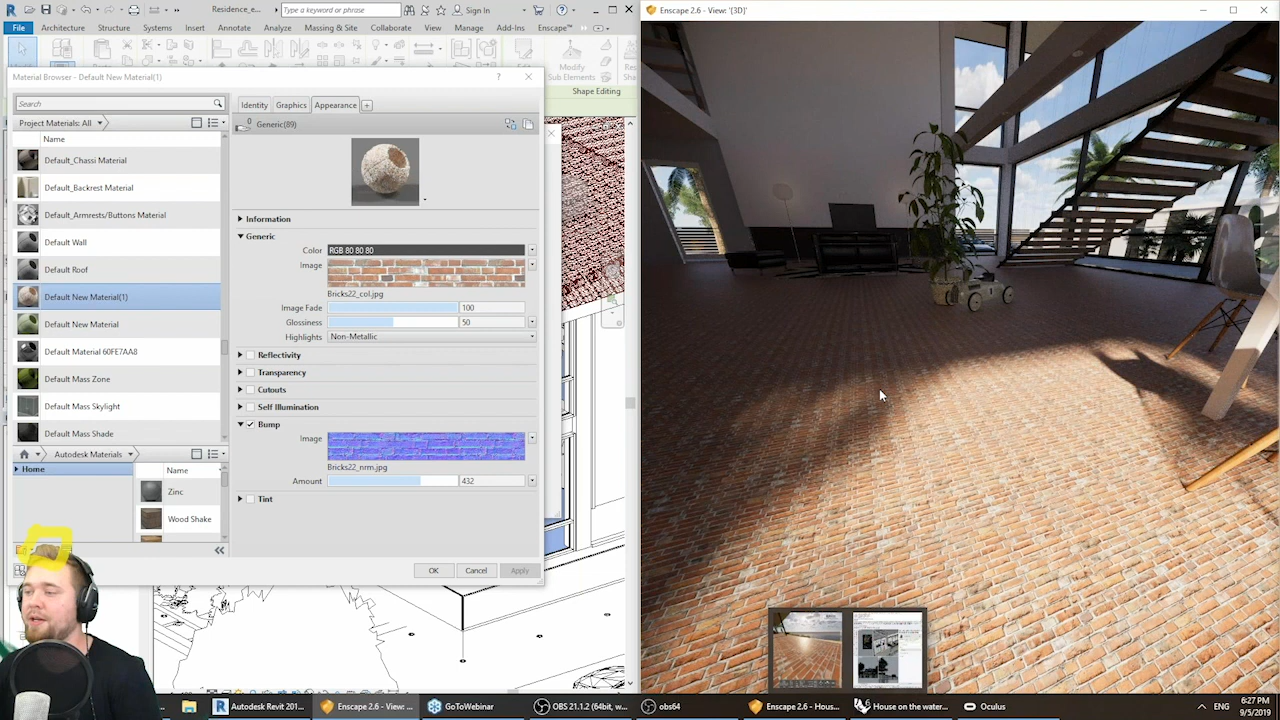 Residence_e...
Type a keyword or phrase
Sign In
Enscape 2.6 - View: '[3D]'
File Architecture Structure Systems Insert Annotate Analyze Massing & Site Collaborate View Manage Add-Ins Enscape™
Modify
Sub Elements
Shape Editing
Material Browser - Default New Material(1)
Search
Identity Graphics Appearance
Project Materials: All
Generic(89)
Name
Default_Chassi Material
Default_Backrest Material
Default_Armrests/Buttons Material
Default Wall
Default Roof
Default New Material(1)
Default New Material
Default Material 60FE7AA8
Default Mass Zone
Default Mass Skylight
Default Mass Shade
Information
Generic
Color RGB 80 80 80
Image
Bricks22_col.jpg
Image Fade 100
Glossiness 50
Highlights Non-Metallic
Reflectivity
Transparency
Cutouts
Self Illumination
Bump
Image
Bricks22_nrm.jpg
Amount 432
Tint
Autodesk Materials
Home
Name
Zinc
Wood Shake
OK Cancel Apply
Autodesk Revit 201...
Enscape 2.6 - View: ...
GoToWebinar
OBS 21.1.2 (64bit, w...
obs64
Enscape 2.6 - Hous...
House on the water...
Oculus
ENG
6:27 PM
9/5/2019